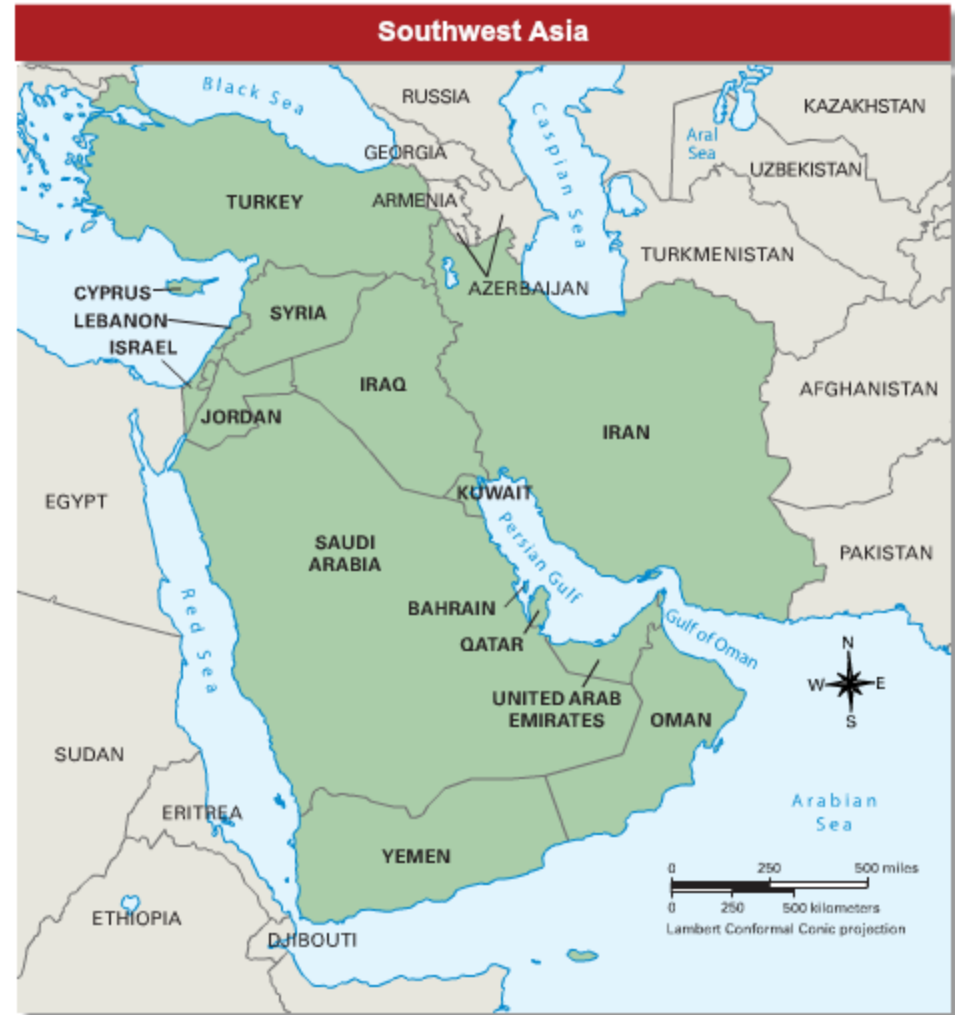 Southwest Asia
Black Sea
RUSSIA
Caspian Sea
Aral
Sea
KAZAKHSTAN
GEORGIA
UZBEKISTAN
TURKEY
ARMENIA
TURKMENISTAN
CYPRUS
AZERBAIJAN
LEBANON
SYRIA
ISRAEL
IRAQ
AFGHANISTAN
JORDAN
IRAN
EGYPT
KUWAIT
SAUDI
ARABIA
Persian Gulf
PAKISTAN
Red Sea
BAHRAIN
QATAR
Gulf of Oman
N
W
E
S
UNITED ARAB
EMIRATES
OMAN
SUDAN
Arabian
Sea
ERITREA
YEMEN
0 250 500 miles
0 250 500 kilometers
Lambert Conformal Conic projection
ETHIOPIA
DJIBOUTI